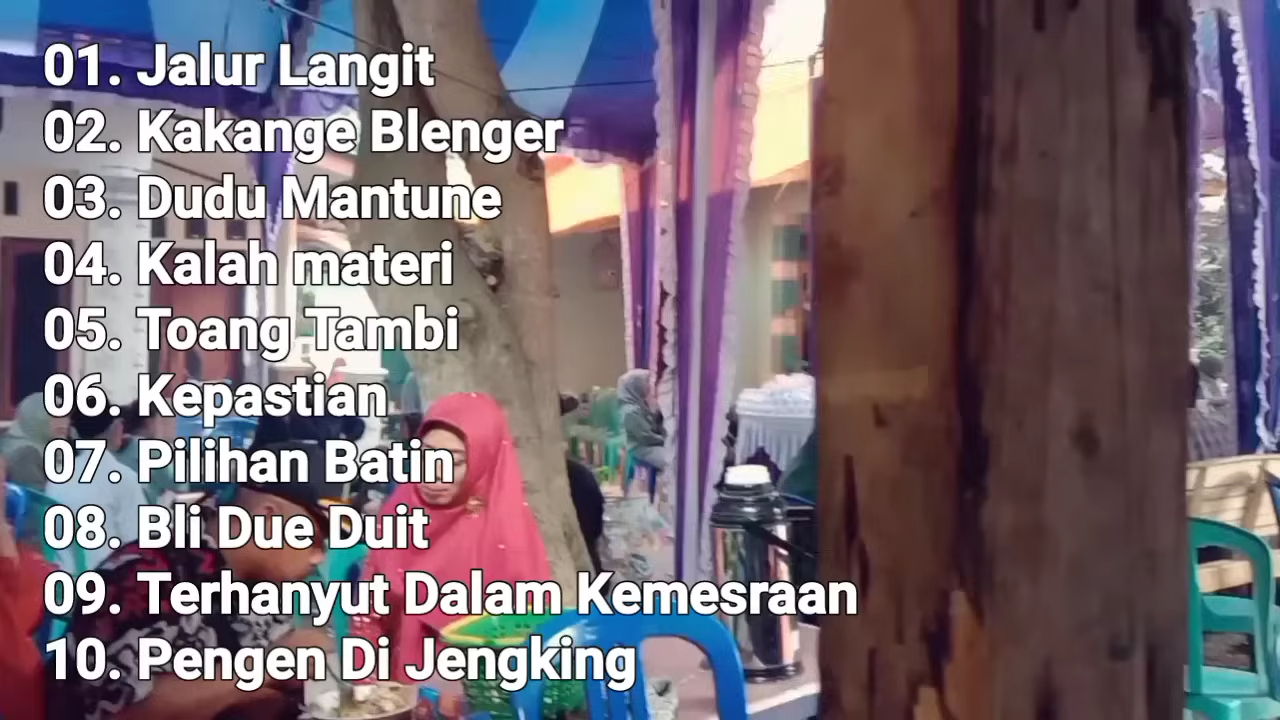 01. Jalur Langit
02. Kakange Blenger
03. Dudu Mantune
04. Kalah materi
05. Toang Tambi
06. Kepastian
07. Pilihan Batin
08. Bli Due Duit
09. Terhanyut Dalam Kemesraan
10. Pengen Di Jengking